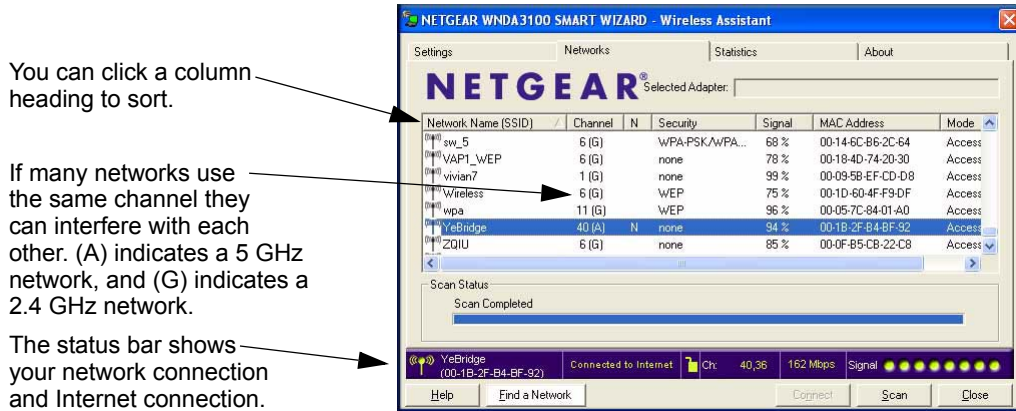 You can click a column
heading to sort.
If many networks use
the same channel they
can interfere with each
other. (A) indicates a 5 GHz
network, and (G) indicates a
2.4 GHz network.
The status bar shows
your network connection
and Internet connection.
NETGEAR WNDA3100 SMART WIZARD - Wireless Assistant
Settings Networks Statistics About
NETGEAR® Selected Adapter:
Network Name (SSID) Channel N Security Signal MAC Address Mode
sw_5 6 (G) WPA-PSK/WPA... 68 % 00-14-6C-B6-2C-64 Access
VAP1_WEP 6 (G) none 78 % 00-18-4D-74-20-30 Access
vivian7 1 (G) none 99 % 00-09-5B-EF-CD-D8 Access
Wireless 6 (G) WEP 75 % 00-1D-60-4F-F9-DF Access
wpa 11 (G) WEP 96 % 00-05-7C-84-01-A0 Access
YeBridge 40 (A) N none 94 % 00-1B-2F-B4-BF-92 Access
ZQIU 6 (G) none 85 % 00-0F-B5-CB-22-C8 Access
Scan Status
Scan Completed
YeBridge
(00-1B-2F-B4-BF-92) Connected to Internet Ch: 40,36 162 Mbps Signal
Help Find a Network Connect Scan Close